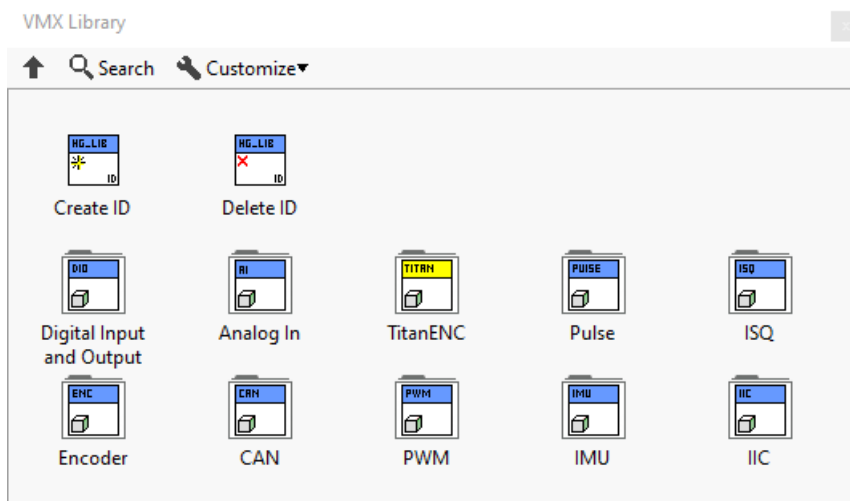 VMX Library
x
Search Customize
HG_LIB HG_LIB
ID ID
Create ID Delete ID
DIO AI TITAN PULSE ISQ
Digital Input
and Output
Analog In TitanENC Pulse ISQ
ENC CAN PWM IMU IIC
Encoder CAN PWM IMU IIC